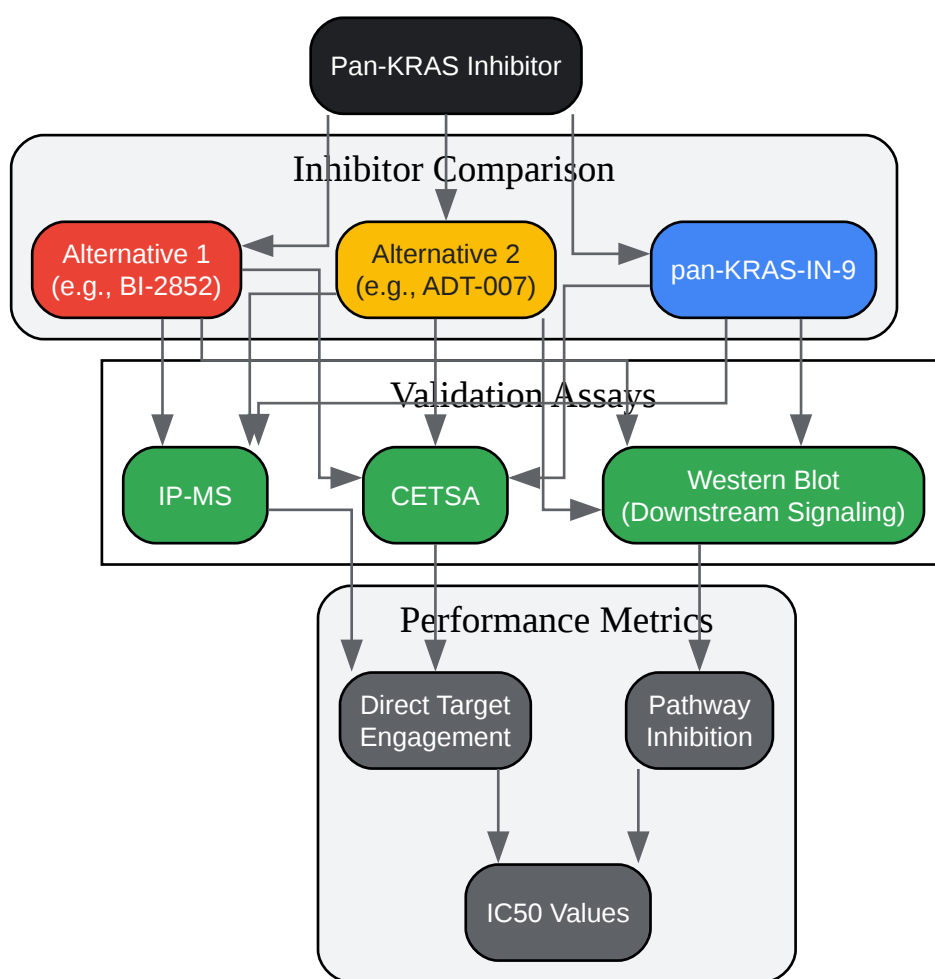 Pan-KRAS Inhibitor
Inhibitor Comparison
Alternative 1
(e.g., BI-2852)
Alternative 2
(e.g., ADT-007)
pan-KRAS-IN-9
Validation Assays
IP-MS
CETSA
Western Blot
(Downstream Signaling)
Performance Metrics
Direct Target
Engagement
Pathway
Inhibition
IC50 Values